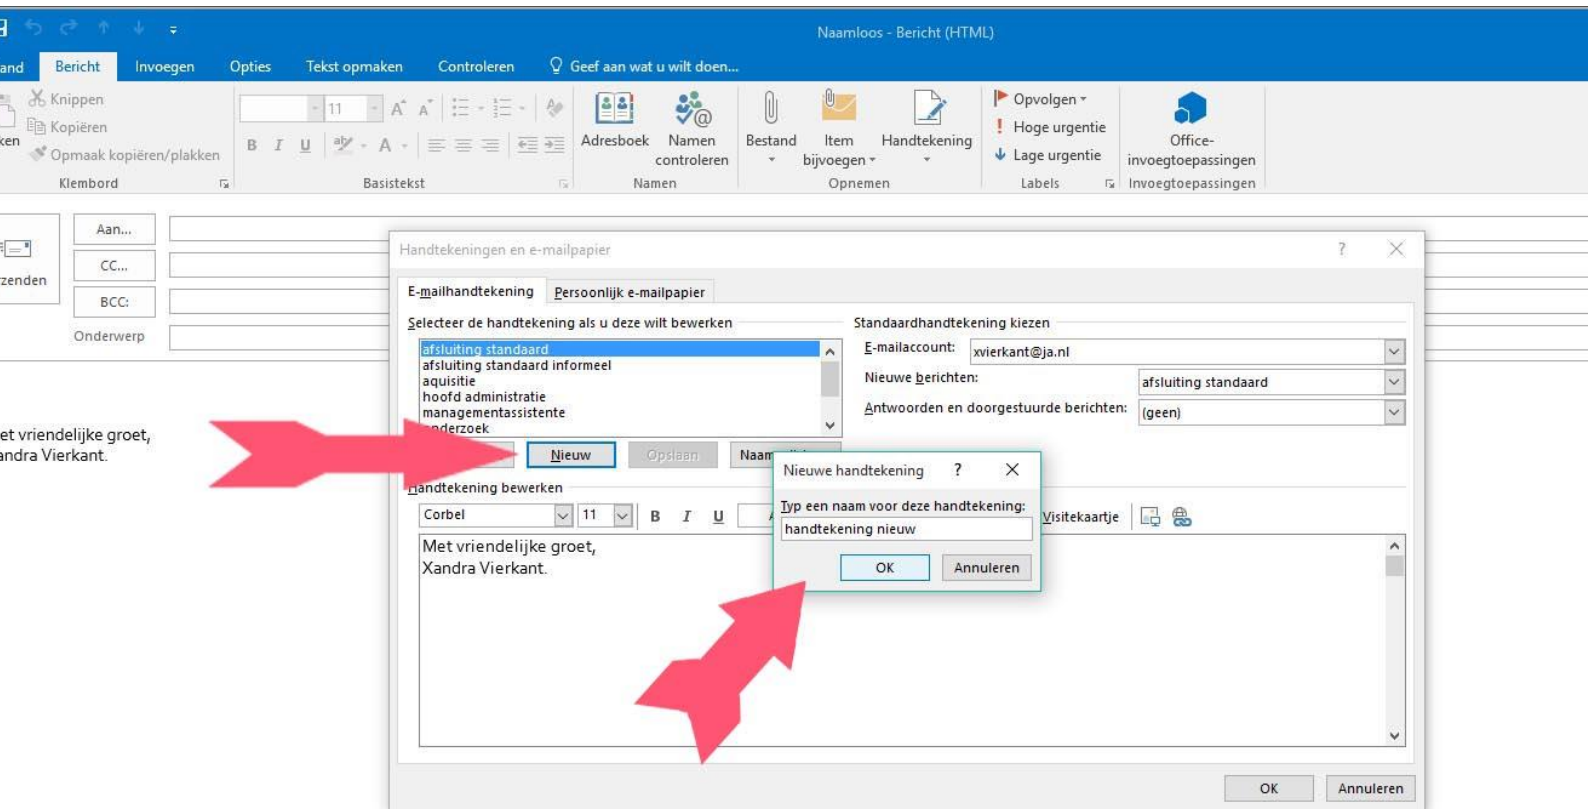 Naamloos - Bericht (HTML)
Bericht Invoegen Opties Tekst opmaken Controleren Geef aan wat u wilt doen...
Knippen
Kopiëren
Opmaak kopiëren/plakken
Klembord
11
B I U
Basistekst
Adresboek
Namen controleren
Namen
Bestand
Item bijvoegen
Handtekening
Opnemen
Opvolgen
Hoge urgentie
Lage urgentie
Labels
Office-
invoegtoepassingen
Invoegtoepassingen
Aan...
CC...
BCC:
Onderwerp
vriendelijke groet,
Vierkant.
Handtekeningen en e-mailpapier
E-mailhandtekening Persoonlijk e-mailpapier
Selecteer de handtekening als u deze wilt bewerken
afsluiting standaard
afsluiting standaard informeel
aquisitie
hoofd administratie
managementassistente
onderzoek
Nieuw Opslaan
Standaardhandtekening kiezen
E-mailaccount: xvierkant@ja.nl
Nieuwe berichten: afsluiting standaard
Antwoorden en doorgestuurde berichten: (geen)
Handtekening bewerken
Corbel 11 B I U
Visitekaartje
Met vriendelijke groet,
Xandra Vierkant.
Nieuwe handtekening ?
Typ een naam voor deze handtekening:
handtekening nieuw
OK Annuleren
OK Annuleren